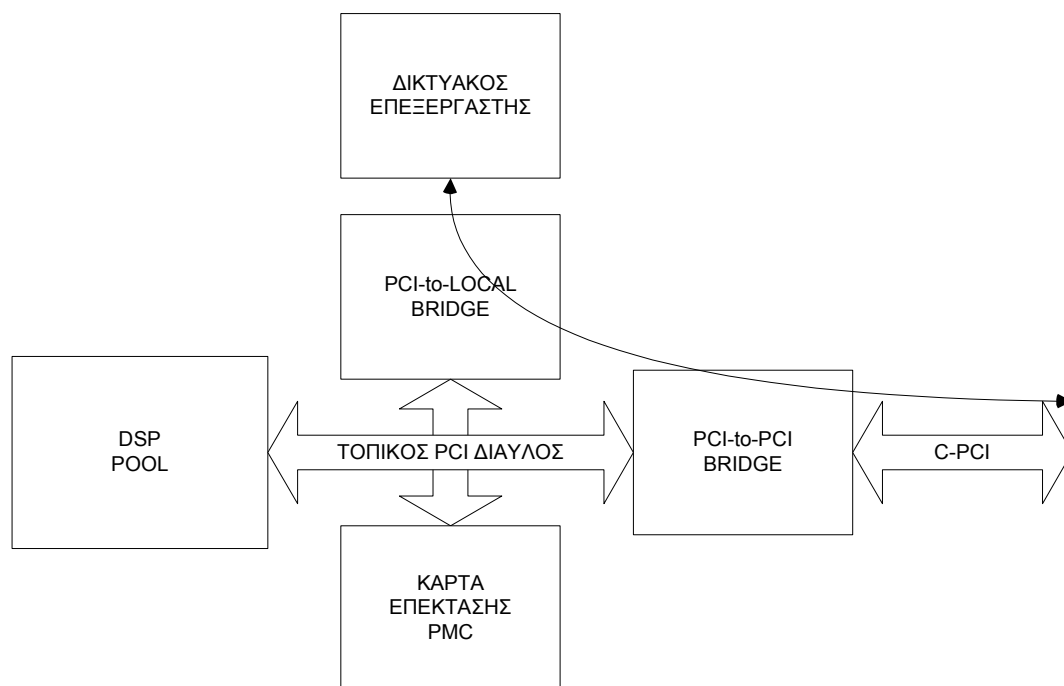 ΔΙΚΤΥΑΚΟΣ
ΕΠΕΞΕΡΓΑΣΤΗΣ
PCI-to-LOCAL
BRIDGE
DSP
POOL
ΤΟΠΙΚΟΣ PCI ΔΙΑΥΛΟΣ
PCI-to-PCI
BRIDGE
C-PCI
ΚΑΡΤΑ
ΕΠΕΚΤΑΣΗΣ
PMC